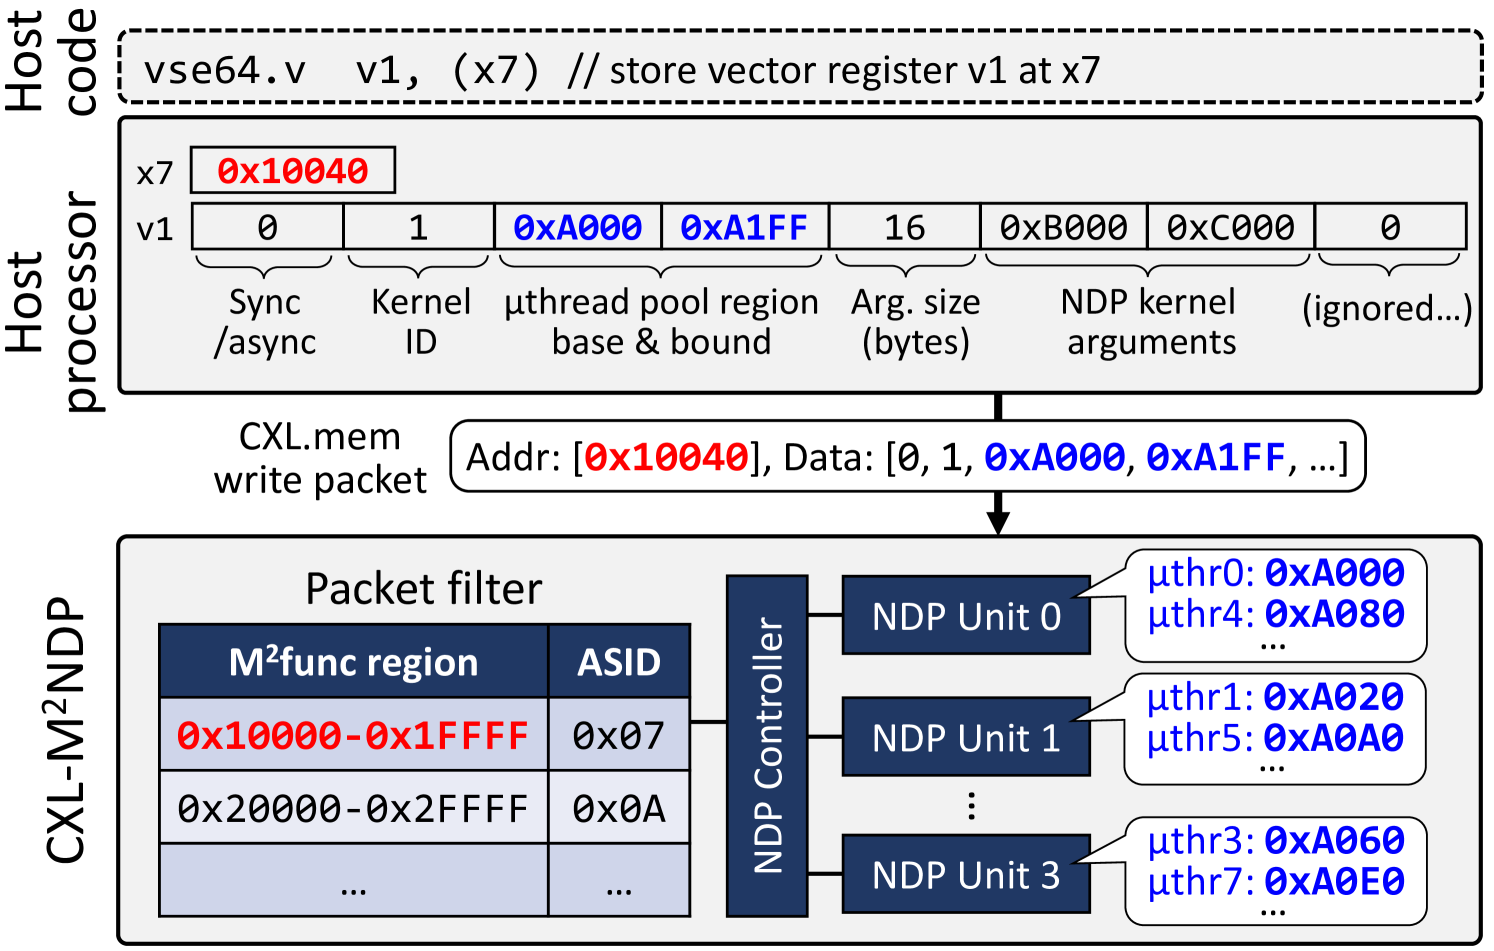 Host
code
vse64.v v1, (x7) // store vector register v1 at x7
Host
processor
x7 0x10040
v1 0 1 0xA000 0xA1FF 16 0xB000 0xC000 0
Sync
/async
Kernel
ID
µthread pool region
base & bound
Arg. size
(bytes)
NDP kernel
arguments
(ignored...)
CXL.mem
write packet
Addr: [0x10040], Data: [0, 1, 0xA000, 0xA1FF, ...]
CXL-M²NDP
Packet filter
M²func region ASID
0x10000-0x1FFFF 0x07
0x20000-0x2FFFF 0x0A
... ...
NDP Controller
NDP Unit 0
µthr0: 0xA000
µthr4: 0xA080
...
NDP Unit 1
µthr1: 0xA020
µthr5: 0xA0A0
...
...
NDP Unit 3
µthr3: 0xA060
µthr7: 0xA0E0
...